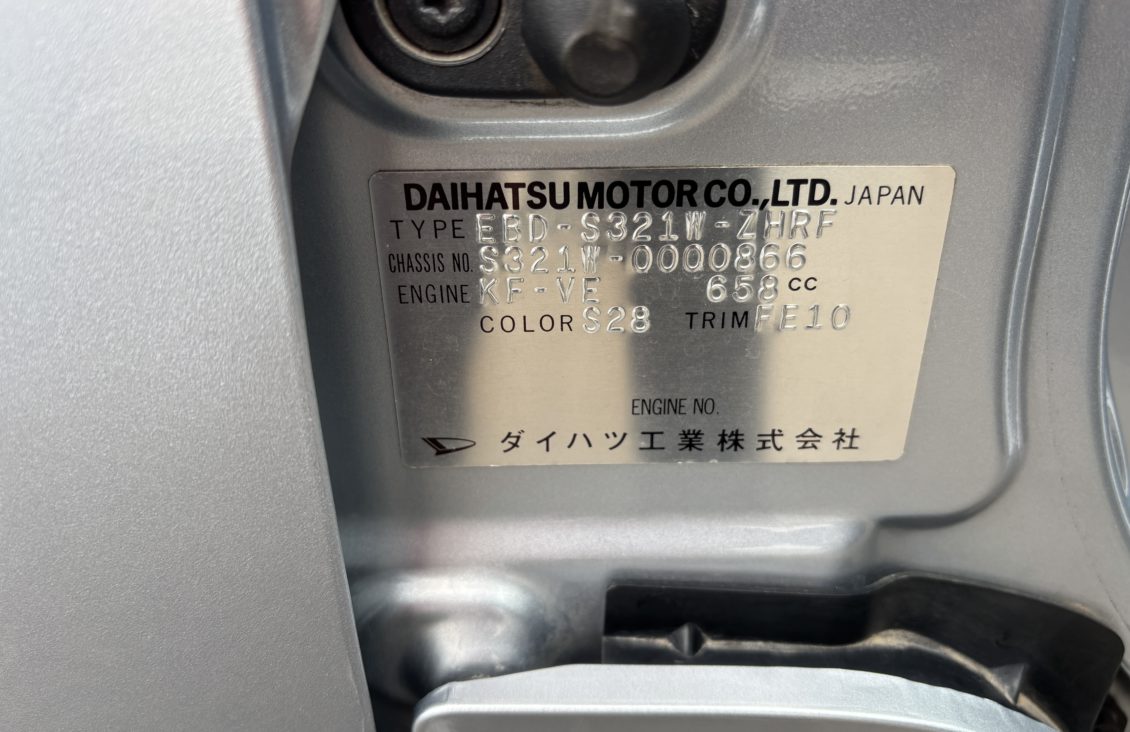 DAIHATSU MOTOR CO.,LTD. JAPAN
TYPE EBD-S321W-ZHRF
CHASSIS NO. S321W-0000866
ENGINE KF-VE 658 CC
COLOR S28 TRIM FE10
ENGINE NO.
ダイハツ工業株式会社